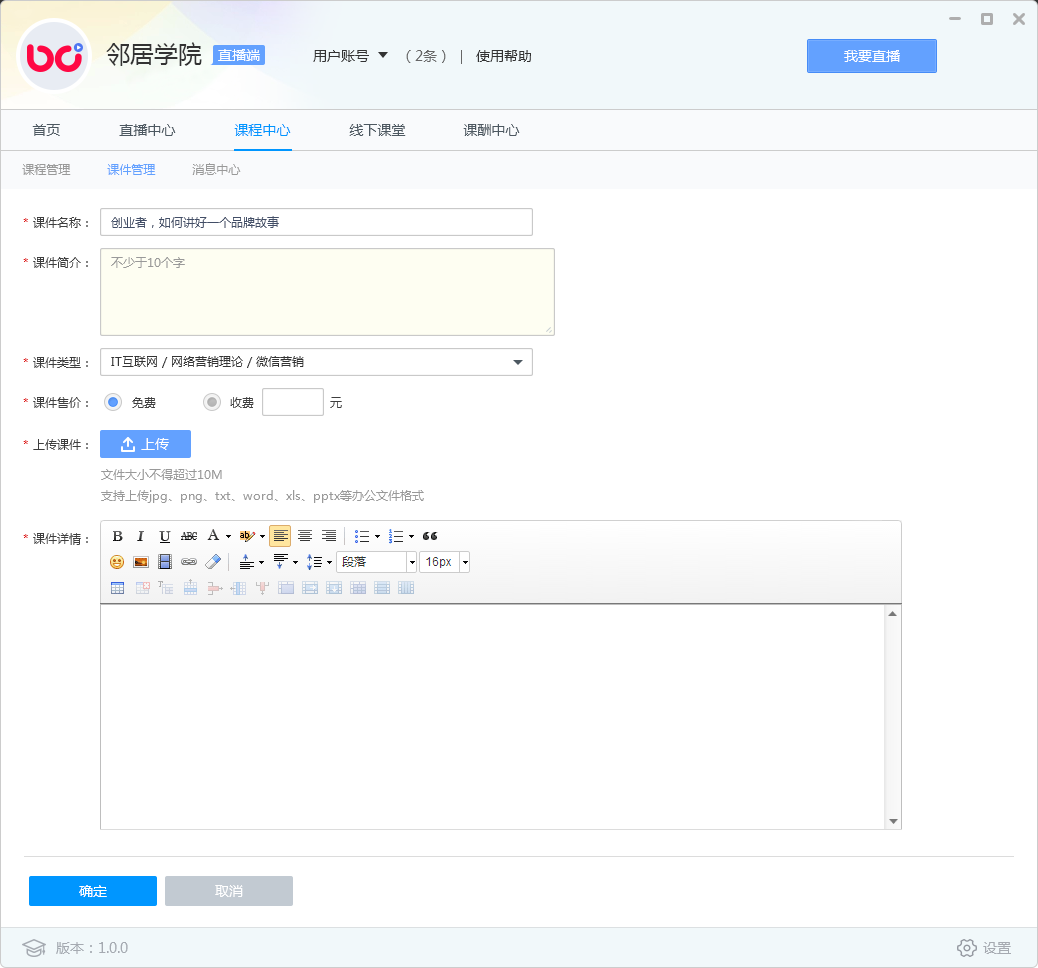 bci 邻居学院 直播端 用户账号 （2条） | 使用帮助 我要直播
首页 直播中心 课程中心 线下课堂 课酬中心
课程管理 课件管理 消息中心
* 课件名称： 创业者，如何讲好一个品牌故事
* 课件简介： 不少于10个字
* 课件类型： IT互联网 / 网络营销理论 / 微信营销
* 课件售价： 免费 收费 元
* 上传课件： 上传
文件大小不得超过10M
支持上传jpg、png、txt、word、xls、pptx等办公文件格式
* 课件详情： B I U ABC A ab
段落 16px
确定 取消
版本：1.0.0 设置